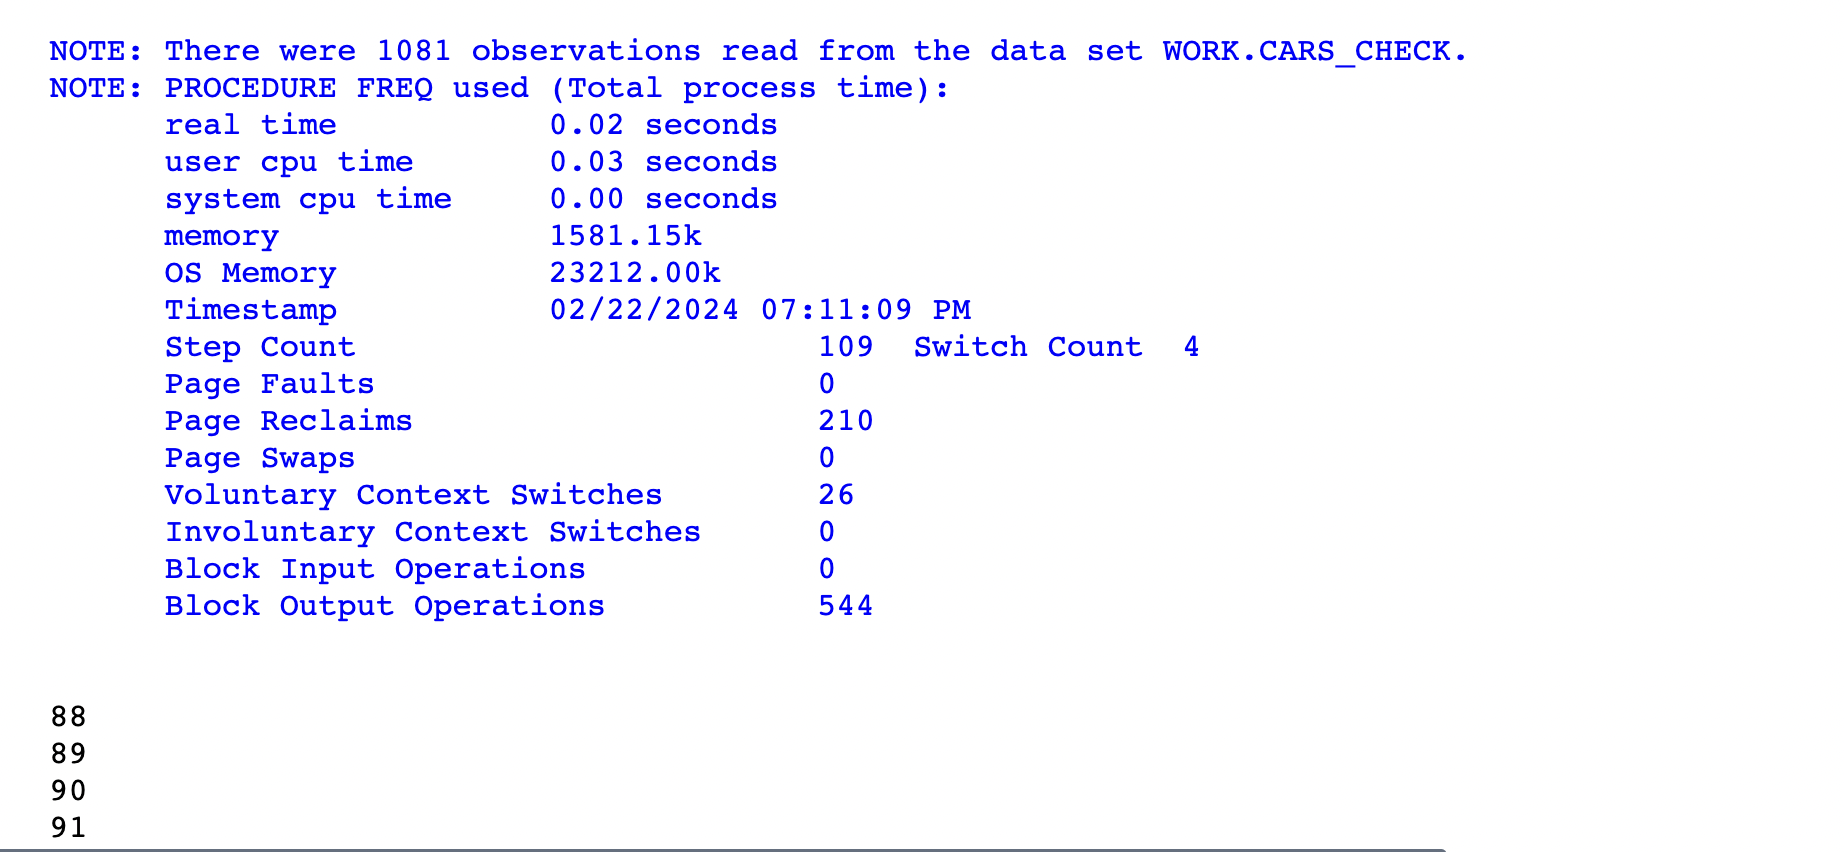 NOTE: There were 1081 observations read from the data set WORK.CARS_CHECK.
NOTE: PROCEDURE FREQ used (Total process time):
real time 0.02 seconds
user cpu time 0.03 seconds
system cpu time 0.00 seconds
memory 1581.15k
OS Memory 23212.00k
Timestamp 02/22/2024 07:11:09 PM
Step Count 109 Switch Count 4
Page Faults 0
Page Reclaims 210
Page Swaps 0
Voluntary Context Switches 26
Involuntary Context Switches 0
Block Input Operations 0
Block Output Operations 544
88
89
90
91